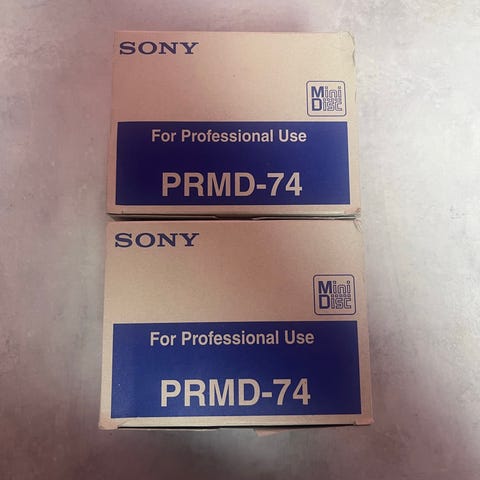 SONY
Mini
Disc
For Professional Use
PRMD-74
SONY
Mini
Disc
For Professional Use
PRMD-74